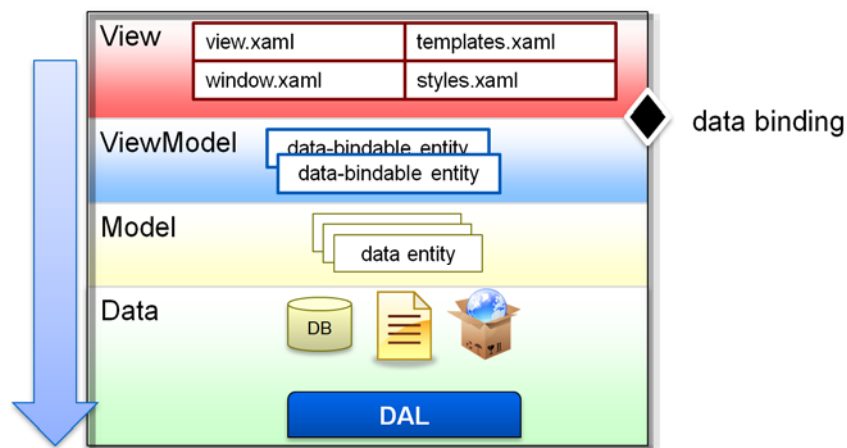 View
view.xaml templates.xaml
window.xaml styles.xaml
data binding
ViewModel
data-bindable entity
data-bindable entity
Model
data entity
Data
DB
DAL